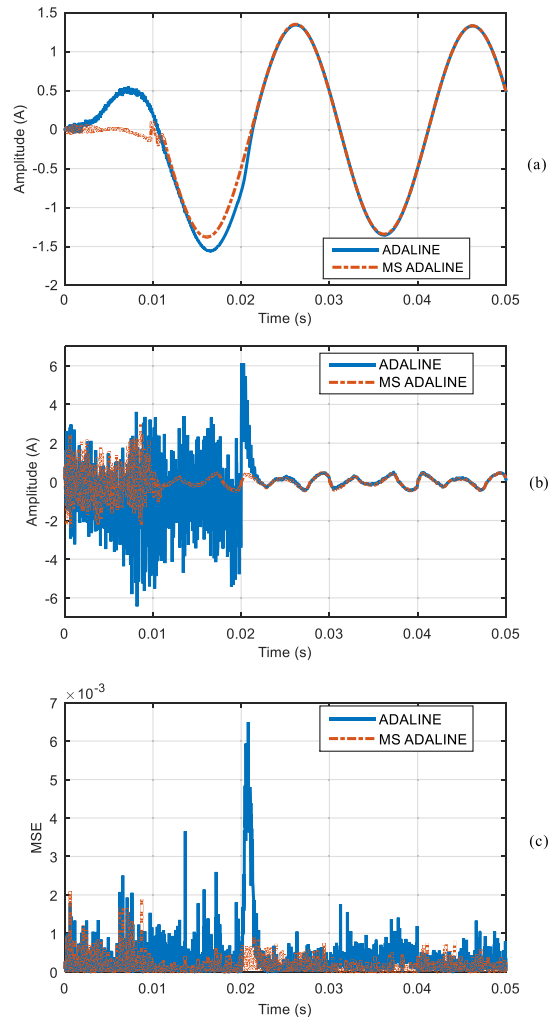 1.5
1
0.5
0
-0.5
-1
-1.5
-2
Amplitude (A)
ADALINE
MS ADALINE
(a)
0 0.01 0.02 0.03 0.04 0.05
Time (s)
6
4
2
0
-2
-4
-6
Amplitude (A)
ADALINE
MS ADALINE
(b)
0 0.01 0.02 0.03 0.04 0.05
Time (s)
×10⁻³
7
6
5
4
3
2
1
0
MSE
ADALINE
MS ADALINE
(c)
0 0.01 0.02 0.03 0.04 0.05
Time (s)